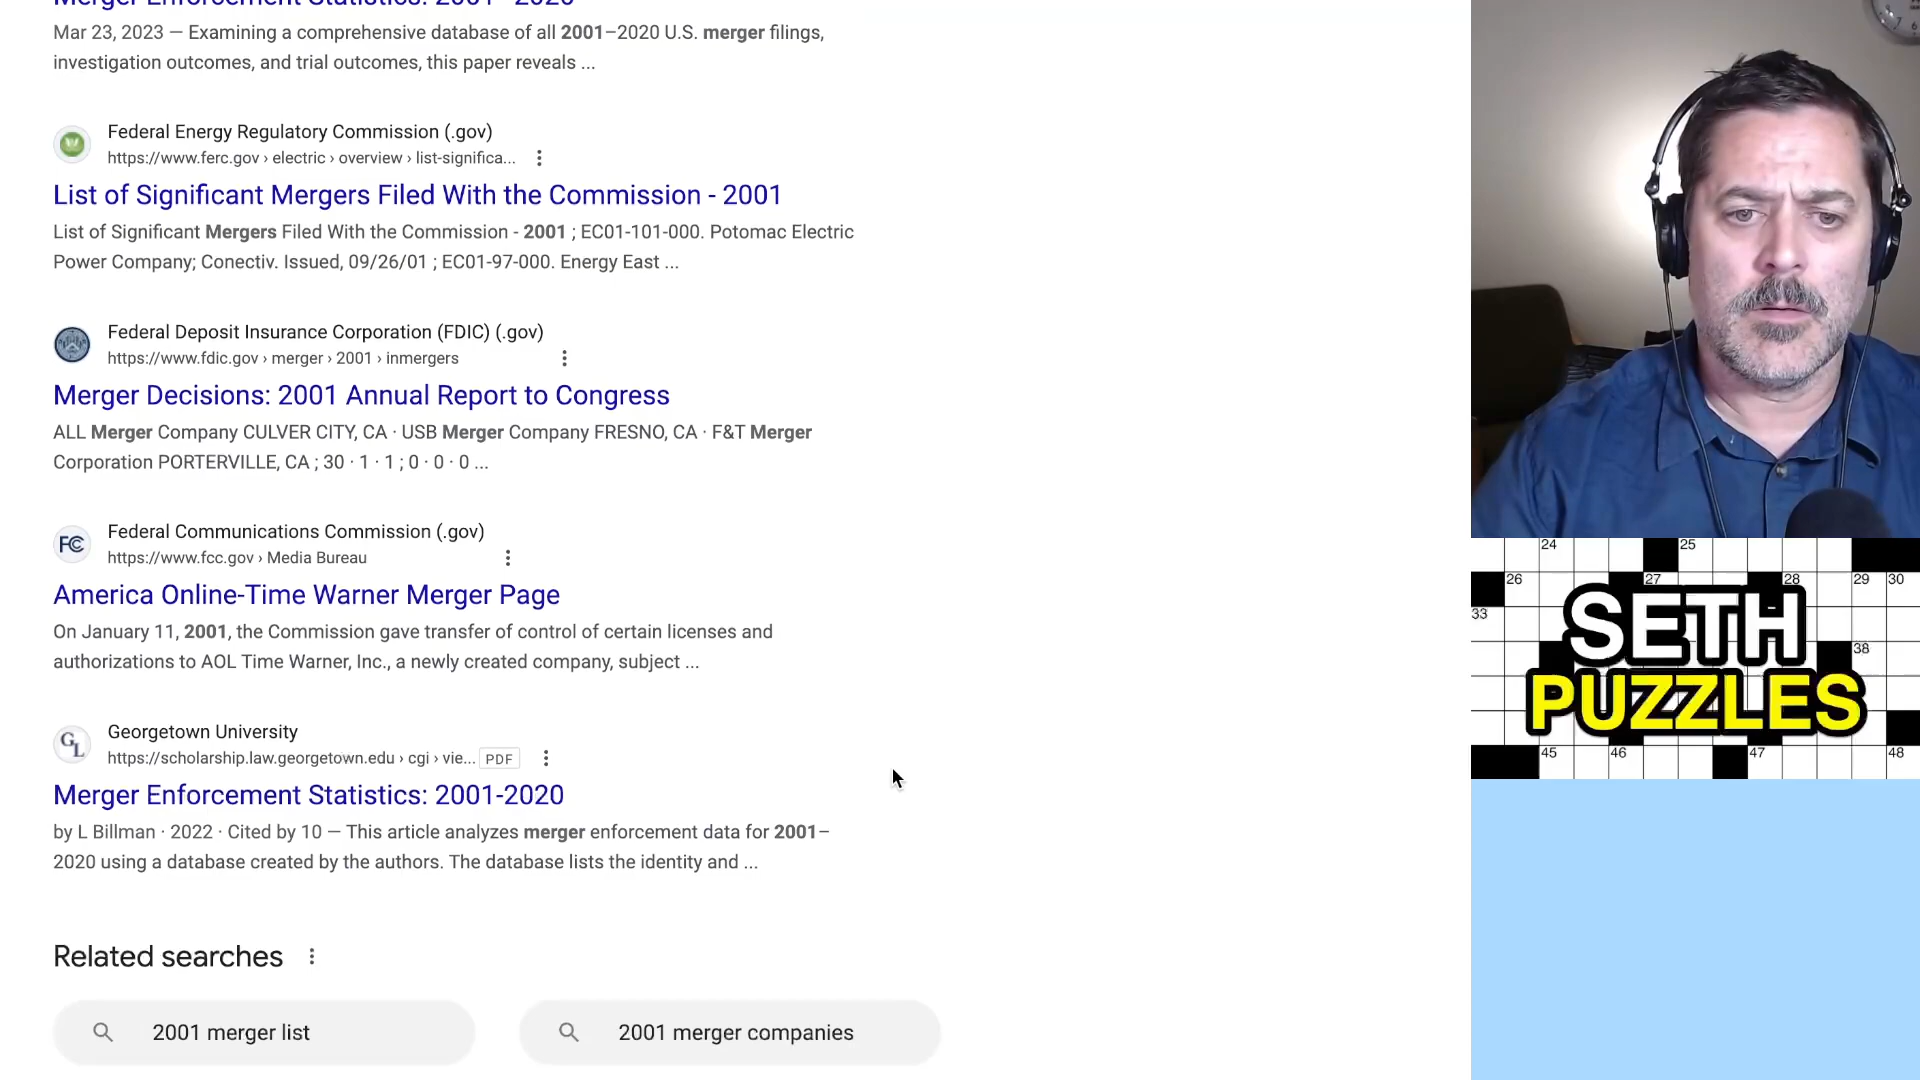 Merger Enforcement Statistics: 2001–2020
Mar 23, 2023 — Examining a comprehensive database of all 2001–2020 U.S. merger filings,
investigation outcomes, and trial outcomes, this paper reveals ...
Federal Energy Regulatory Commission (.gov)
https://www.ferc.gov › electric › overview › list-significa...
List of Significant Mergers Filed With the Commission - 2001
List of Significant Mergers Filed With the Commission - 2001 ; EC01-101-000. Potomac Electric
Power Company; Conectiv. Issued, 09/26/01 ; EC01-97-000. Energy East ...
Federal Deposit Insurance Corporation (FDIC) (.gov)
https://www.fdic.gov › merger › 2001 › inmergers
Merger Decisions: 2001 Annual Report to Congress
ALL Merger Company CULVER CITY, CA · USB Merger Company FRESNO, CA · F&T Merger
Corporation PORTERVILLE, CA ; 30 · 1 · 1 ; 0 · 0 · 0 ...
FC
Federal Communications Commission (.gov)
https://www.fcc.gov › Media Bureau
America Online-Time Warner Merger Page
On January 11, 2001, the Commission gave transfer of control of certain licenses and
authorizations to AOL Time Warner, Inc., a newly created company, subject ...
GL
Georgetown University
https://scholarship.law.georgetown.edu › cgi › vie... PDF
Merger Enforcement Statistics: 2001-2020
by L Billman · 2022 · Cited by 10 — This article analyzes merger enforcement data for 2001–
2020 using a database created by the authors. The database lists the identity and ...
Related searches
2001 merger list
2001 merger companies
24 25
26 27 28 29 30
33
SETH
38
PUZZLES
45 46 47 48